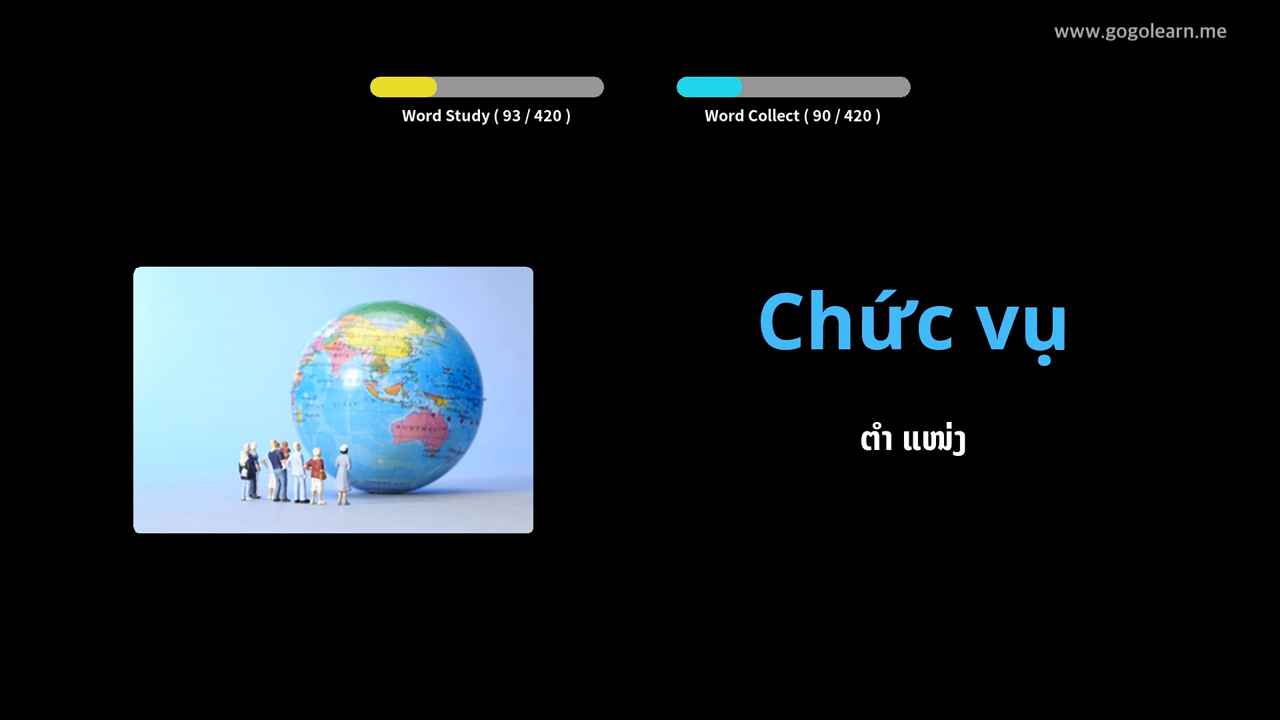 www.gogolearn.me
Word Study ( 93 / 420 )
Word Collect ( 90 / 420 )
Chức vụ
ຕໍາ ແໜ່ງ
AUSTRALIA